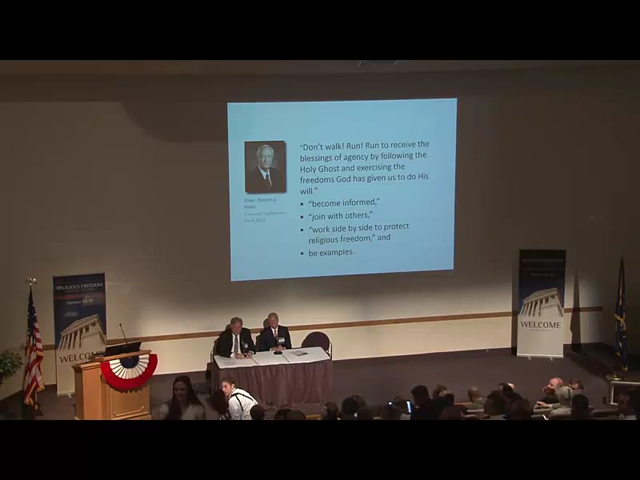 "Don't walk! Run! Run to receive the
blessings of agency by following the
Holy Ghost and exercising the
freedoms God has given us to do His
will."
• "become informed,"
• "join with others,"
• "work side by side to protect
religious freedom," and
• be examples.
RELIGIOUS FREEDOM
WELCOME
WELCOME